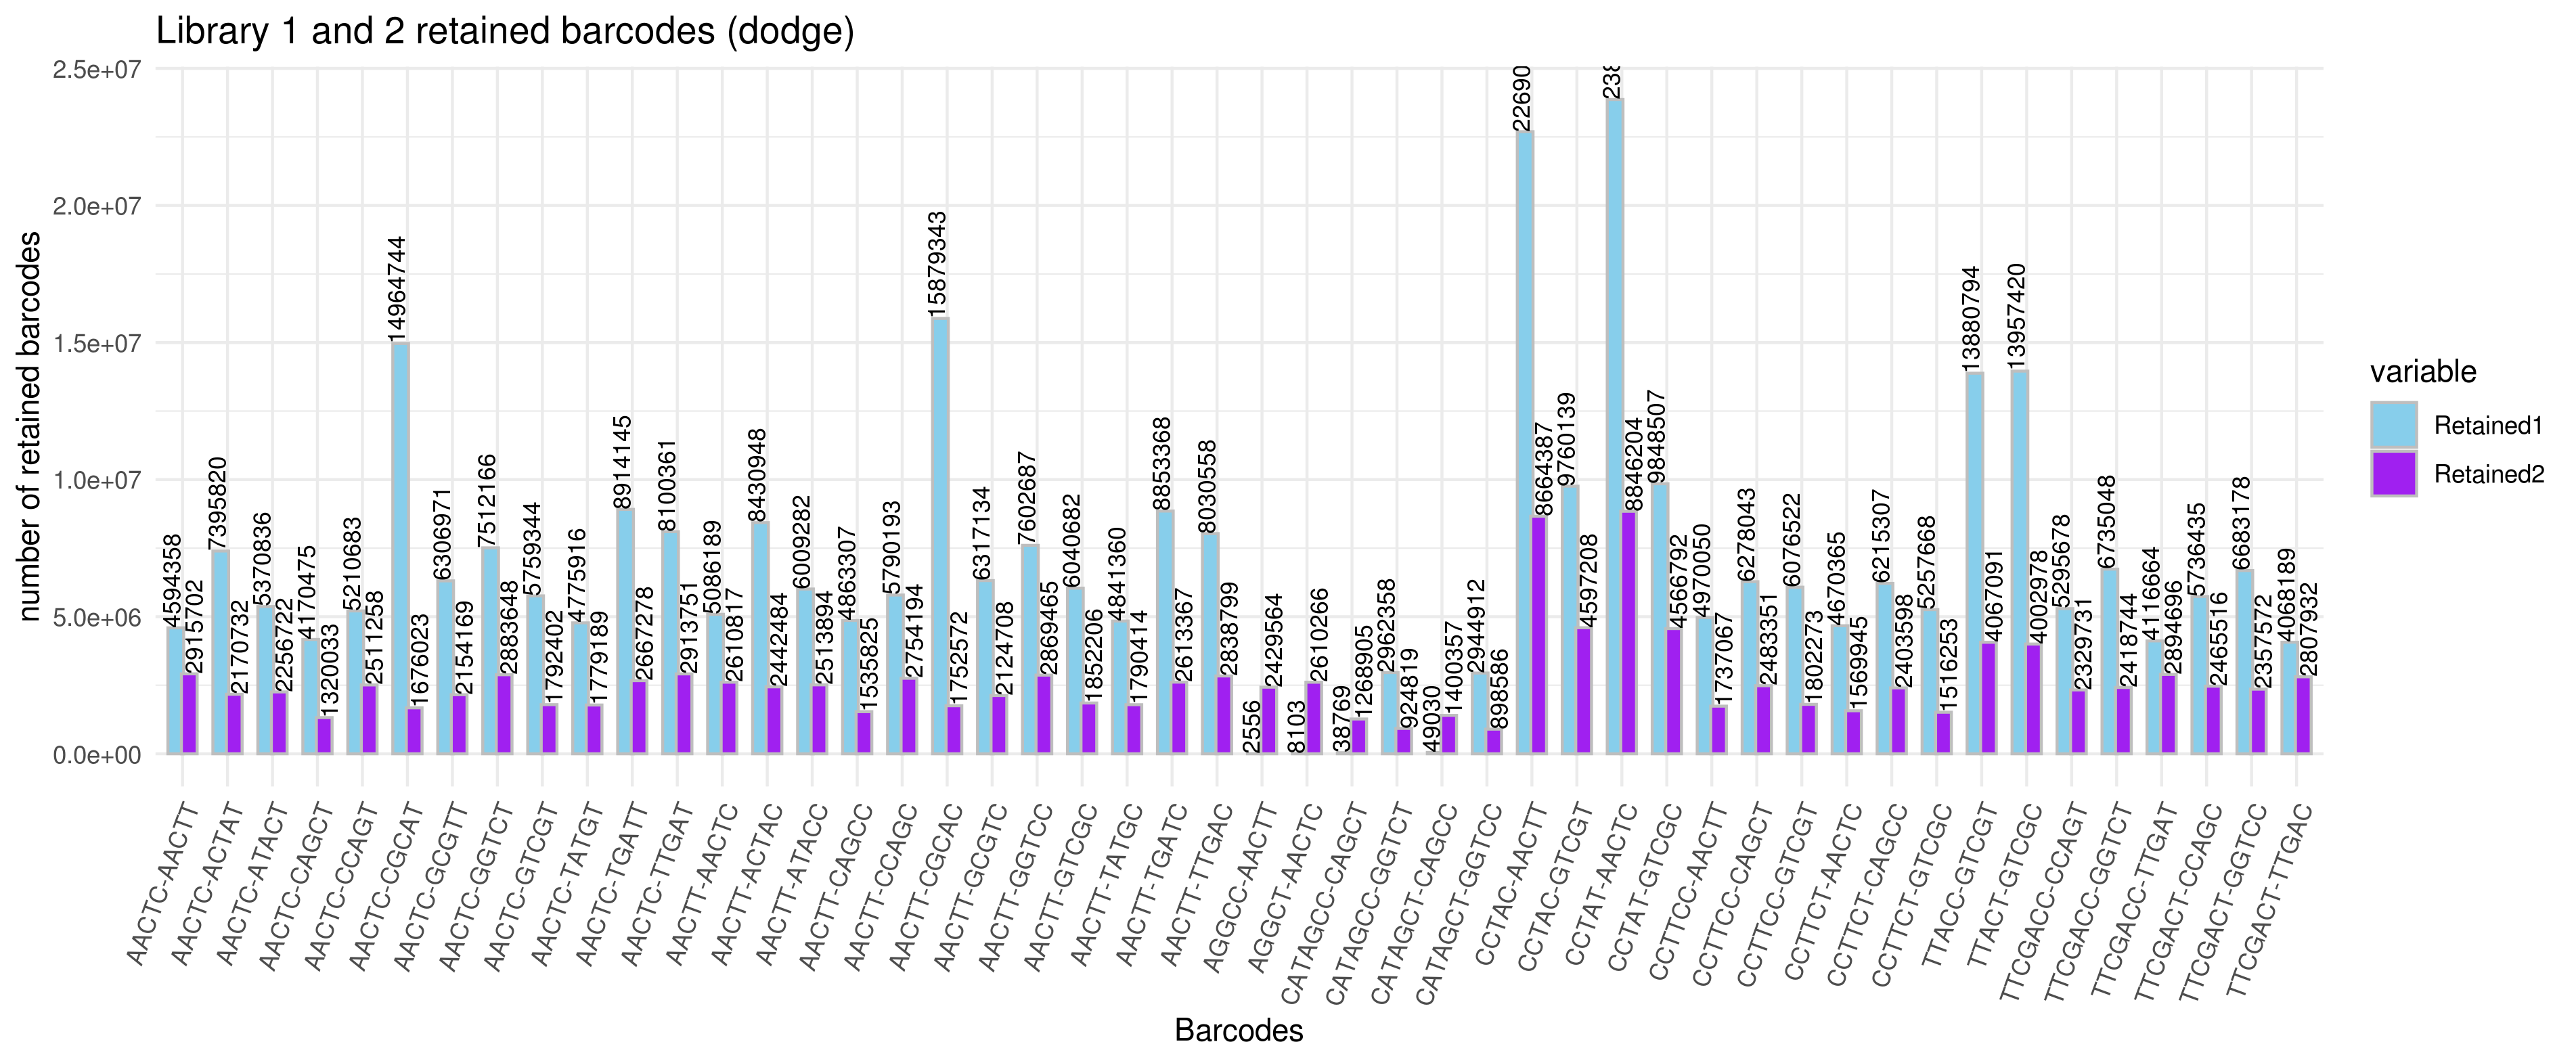 Library 1 and 2 retained barcodes (dodge)
number of retained barcodes
2.5e+07
2.0e+07
1.5e+07
1.0e+07
5.0e+06
0.0e+00
4594358
2915702
7395820
2170732
5370836
2256722
4170475
1320033
5210683
2511258
14964744
1676023
6306971
2154169
7512166
2883648
5759344
1792402
4775916
1779189
8914145
2667278
8100361
2913751
5086189
2610817
8430948
2442484
6009282
2513894
4863307
1535825
5790193
2754194
15879343
1752572
6317134
2124708
7602687
2869465
6040682
1852206
4841360
1790414
8853368
2613367
8030558
2838799
2556
2429564
8103
2610266
38769
1268905
2962358
924819
49030
1400357
2944912
898586
22690
8664387
9760139
4597208
238
8846204
9848507
4566792
4970050
1737067
6278043
2483351
6076522
1802273
4670365
1569945
6215307
2403598
5257668
1516253
13880794
4067091
13957420
4002978
5295678
2329731
6735048
2418744
4116664
2894696
5736435
2465516
6683178
2357572
4068189
2807932
AACTC-AACTT
AACTC-ACTAT
AACTC-ATACT
AACTC-CAGCT
AACTC-CCAGT
AACTC-CGCAT
AACTC-GCGTT
AACTC-GGTCT
AACTC-GTCGT
AACTC-TATGT
AACTC-TGATT
AACTC-TTGAT
AACTT-AACTC
AACTT-ACTAC
AACTT-ATACC
AACTT-CAGCC
AACTT-CCAGC
AACTT-CGCAC
AACTT-GCGTC
AACTT-GGTCC
AACTT-GTCGC
AACTT-TATGC
AACTT-TGATC
AACTT-TTGAC
AGGCC-AACTT
AGGCT-AACTC
CATAGCC-CAGCT
CATAGCC-GGTCT
CATAGCT-CAGCC
CATAGCT-GGTCC
CCTAC-AACTT
CCTAC-GTCGT
CCTAT-AACTC
CCTAT-GTCGC
CCTTCC-AACTT
CCTTCC-CAGCT
CCTTCC-GTCGT
CCTTCT-AACTC
CCTTCT-CAGCC
CCTTCT-GTCGC
TTACC-GTCGT
TTACT-GTCGC
TTCGACC-CCAGT
TTCGACC-GGTCT
TTCGACC-TTGAT
TTCGACT-CCAGC
TTCGACT-GGTCC
TTCGACT-TTGAC
Barcodes
variable
Retained1
Retained2